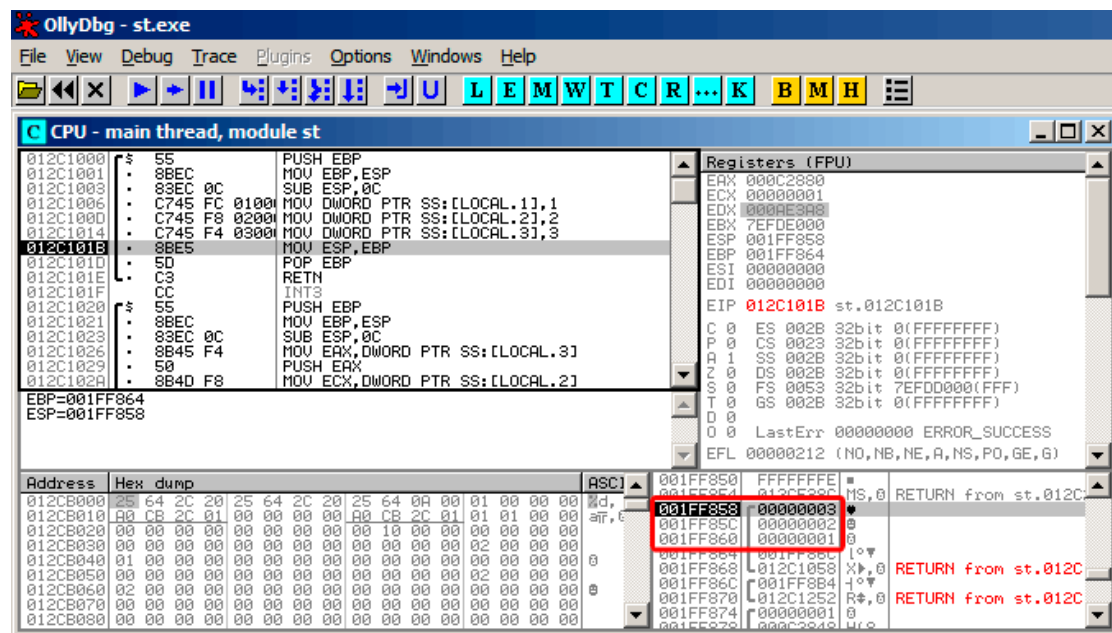 OllyDbg - st.exe
File View Debug Trace Plugins Options Windows Help
L E M W T C R ... K B M H
C CPU - main thread, module st
012C1000 $ 55 PUSH EBP
012C1001 . 8BEC MOV EBP,ESP
012C1003 . 83EC 0C SUB ESP,0C
012C1006 . C745 FC 0100 MOV DWORD PTR SS:[LOCAL.1],1
012C100D . C745 F8 0200 MOV DWORD PTR SS:[LOCAL.2],2
012C1014 . C745 F4 0300 MOV DWORD PTR SS:[LOCAL.3],3
012C101B . 8BE5 MOV ESP,EBP
012C101D . 5D POP EBP
012C101E . C3 RETN
012C101F CC INT3
012C1020 $ 55 PUSH EBP
012C1021 . 8BEC MOV EBP,ESP
012C1023 . 83EC 0C SUB ESP,0C
012C1026 . 8B45 F4 MOV EAX,DWORD PTR SS:[LOCAL.3]
012C1029 . 50 PUSH EAX
012C102A . 8B4D F8 MOV ECX,DWORD PTR SS:[LOCAL.2]
EBP=001FF864
ESP=001FF858
Registers (FPU)
EAX 000C2880
ECX 00000001
EDX 000AE3A8
EBX 7EFDE000
ESP 001FF858
EBP 001FF864
ESI 00000000
EDI 00000000
EIP 012C101B st.012C101B
C 0 ES 002B 32bit 0(FFFFFFFF)
P 0 CS 0023 32bit 0(FFFFFFFF)
A 1 SS 002B 32bit 0(FFFFFFFF)
Z 0 DS 002B 32bit 0(FFFFFFFF)
S 0 FS 0053 32bit 7EFDD000(FFF)
T 0 GS 002B 32bit 0(FFFFFFFF)
D 0
O 0 LastErr 00000000 ERROR_SUCCESS
EFL 00000212 (NO,NB,NE,A,NS,PO,GE,G)
Address Hex dump ASCI
012CB000 25 64 2C 20 25 64 2C 20 25 64 0A 00 01 00 00 00 %d,
012CB010 A0 CB 2C 01 00 00 00 00 A0 CB 2C 01 01 01 00 00
012CB020 00 00 00 00 00 00 00 00 00 10 00 00 00 00 00 00
012CB030 00 00 00 00 00 00 00 00 00 00 00 00 02 00 00 00
012CB040 01 00 00 00 00 00 00 00 00 00 00 00 00 00 00 00
012CB050 00 00 00 00 00 00 00 00 00 00 00 00 02 00 00 00
012CB060 02 00 00 00 00 00 00 00 00 00 00 00 00 00 00 00
012CB070 00 00 00 00 00 00 00 00 00 00 00 00 00 00 00 00
012CB080 00 00 00 00 00 00 00 00 00 00 00 00 00 00 00 00
001FF850 FFFFFFFE
RETURN from st.012C
001FF858 00000003
001FF85C 00000002
001FF860 00000001
001FF864
001FF868 012C1058 RETURN from st.012C
001FF86C 001FF8B4
001FF870 012C1252 RETURN from st.012C
001FF874 00000001